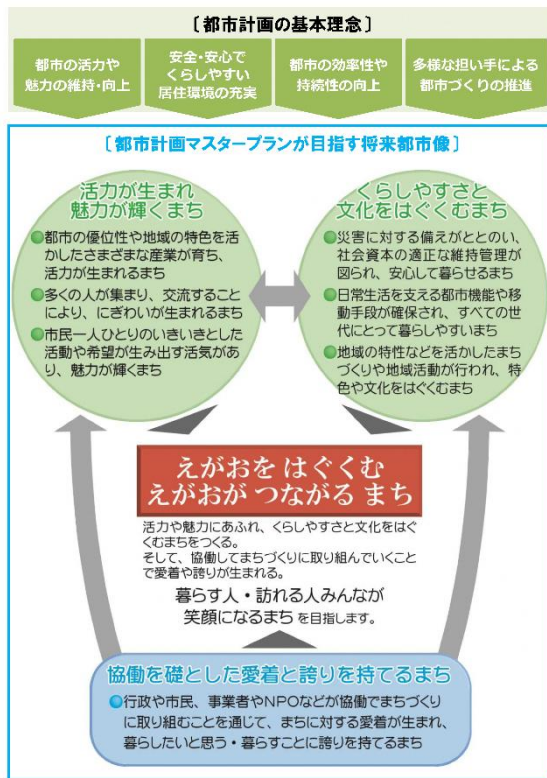 〔都市計画の基本理念〕
都市の活力や
魅力の維持・向上
安全・安心で
くらしやすい
居住環境の充実
都市の効率性や
持続性の向上
多様な担い手による
都市づくりの推進
〔都市計画マスタープランが目指す将来都市像〕
活力が生まれ
魅力が輝くまち
●都市の優位性や地域の特色を活
かしたさまざまな産業が育ち、
活力が生まれるまち
●多くの人が集まり、交流すること
により、にぎわいが生まれるまち
●市民一人ひとりのいきいきとした
活動や希望が生み出す活気があ
り、魅力が輝くまち
くらしやすさと
文化をはぐくむまち
●災害に対する備えがととのい、
社会資本の適正な維持管理が
図られ、安心して暮らせるまち
●日常生活を支える都市機能や移
動手段が確保され、すべての世
代にとって暮らしやすいまち
●地域の特性などを活かしたまち
づくりや地域活動が行われ、特
色や文化をはぐくむまち
えがおを はぐくむ
えがおが つながる まち
活力や魅力にあふれ、くらしやすさと文化をはぐ
くむまちをつくる。
そして、協働してまちづくりに取り組んでいくこと
で愛着や誇りが生まれる。
暮らす人・訪れる人みんなが
笑顔になるまち を目指します。
協働を礎とした愛着と誇りを持てるまち
●行政や市民、事業者やNPOなどが協働でまちづくり
に取り組むことを通じて、まちに対する愛着が生まれ、
暮らしたいと思う・暮らすことに誇りを持てるまち